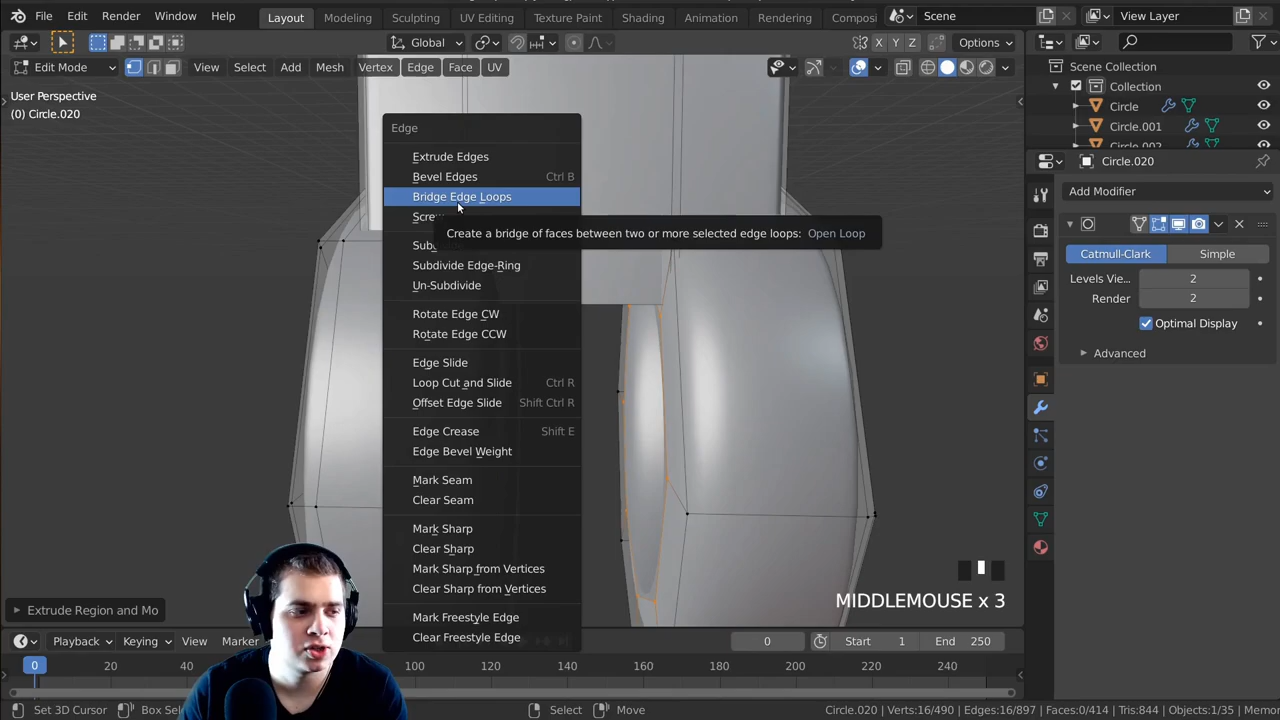 File Edit Render Window Help Layout Modeling Sculpting UV Editing Texture Paint Shading Animation Rendering Composi Scene View Layer
Global X Y Z Options
Edit Mode View Select Add Mesh Vertex Edge Face UV
User Perspective
(0) Circle.020
Edge
Extrude Edges
Bevel Edges Ctrl B
Bridge Edge Loops
Screw
Create a bridge of faces between two or more selected edge loops: Open Loop
Subdivide Edge-Ring
Un-Subdivide
Rotate Edge CW
Rotate Edge CCW
Edge Slide
Loop Cut and Slide Ctrl R
Offset Edge Slide Shift Ctrl R
Edge Crease Shift E
Edge Bevel Weight
Mark Seam
Clear Seam
Mark Sharp
Clear Sharp
Mark Sharp from Vertices
Clear Sharp from Vertices
Mark Freestyle Edge
Clear Freestyle Edge
Scene Collection
Collection
Circle
Circle.001
Circle.002
Circle.020
Add Modifier
Catmull-Clark Simple
Levels Vie... 2
Render 2
Optimal Display
Advanced
MIDDLEMOUSE x 3
Extrude Region and Mo
Playback Keying View Marker 0 Start 1 End 250
0 20 40 60 80 100 120 140 160 180 200 220 240
Set 3D Cursor Box Sel Select Move Circle.020 | Verts:16/490 | Edges:16/897 | Faces:0/414 | Tris:844 | Objects:1/35 | Memor